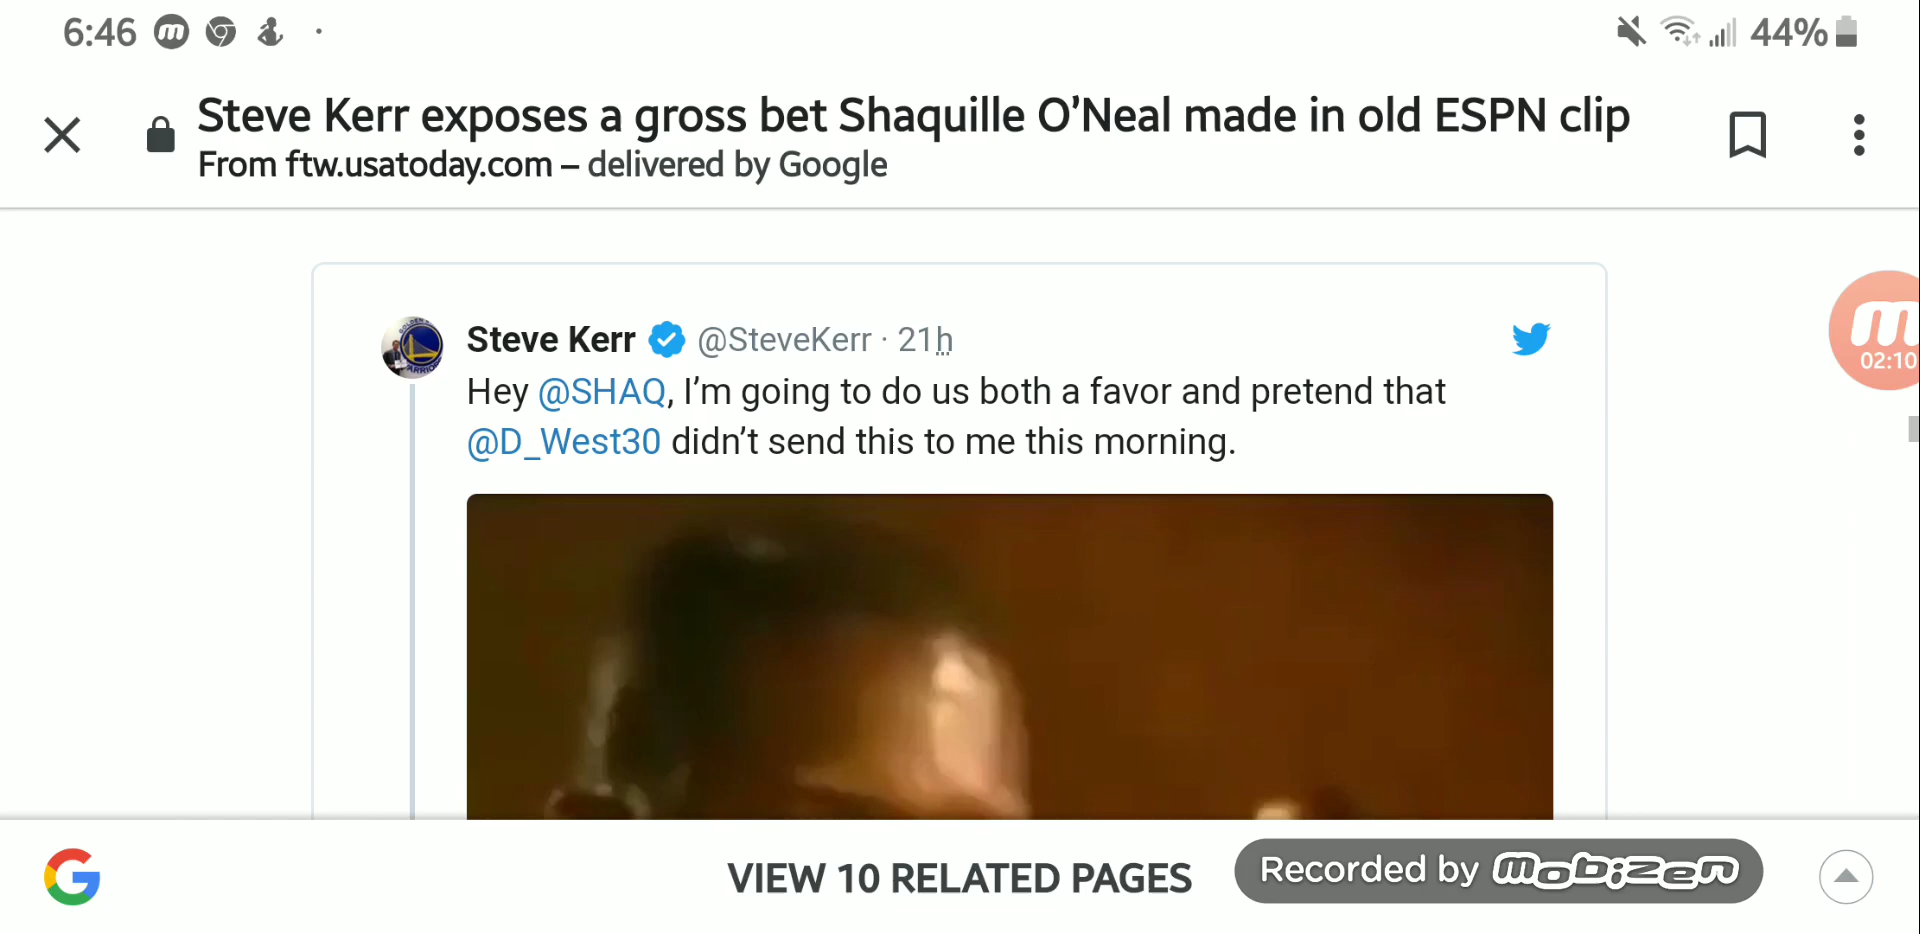 6:46
44%
Steve Kerr exposes a gross bet Shaquille O’Neal made in old ESPN clip
From ftw.usatoday.com – delivered by Google
Steve Kerr @SteveKerr · 21h
Hey @SHAQ, I’m going to do us both a favor and pretend that
@D_West30 didn’t send this to me this morning.
02:10
VIEW 10 RELATED PAGES
Recorded by mobizen